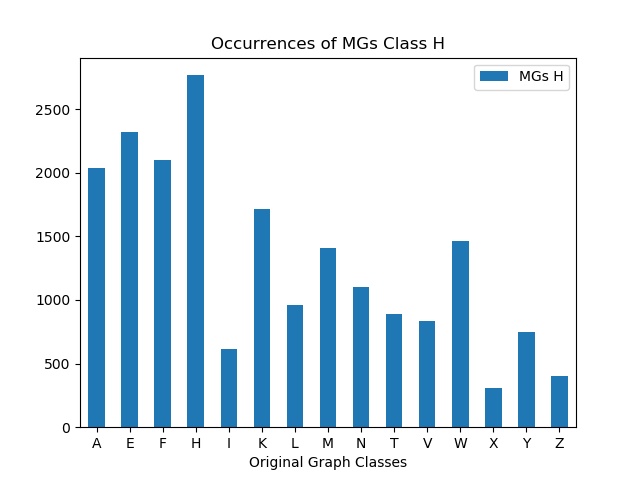 Occurrences of MGs Class H
MGs H
2500
2000
1500
1000
500
0
A E F H I K L M N T V W X Y Z
Original Graph Classes